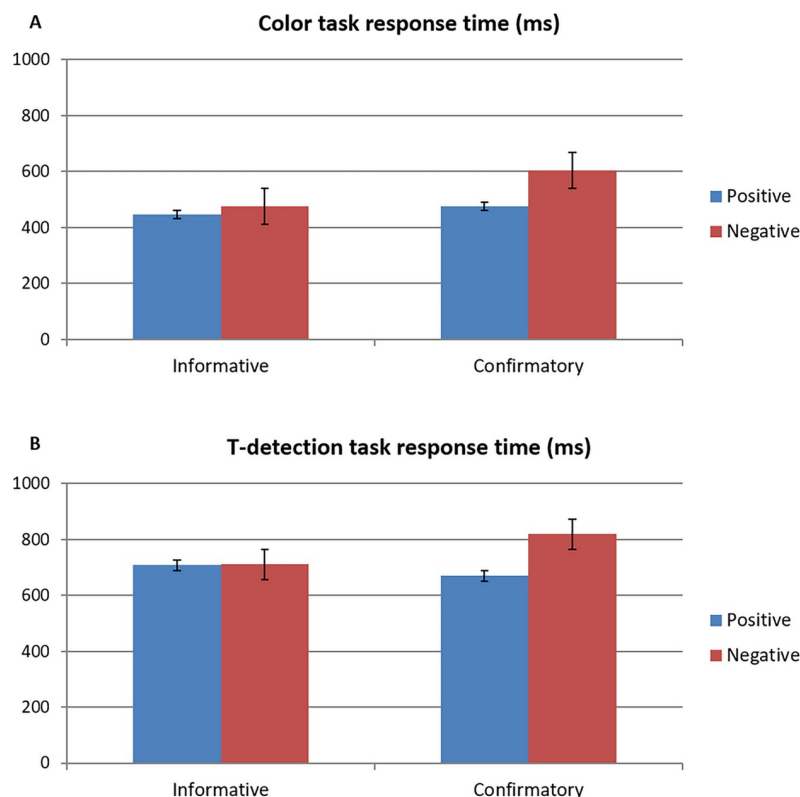 A
Color task response time (ms)
1000
800
600
400
200
0
Informative
Confirmatory
Positive
Negative
B
T-detection task response time (ms)
1000
800
600
400
200
0
Informative
Confirmatory
Positive
Negative